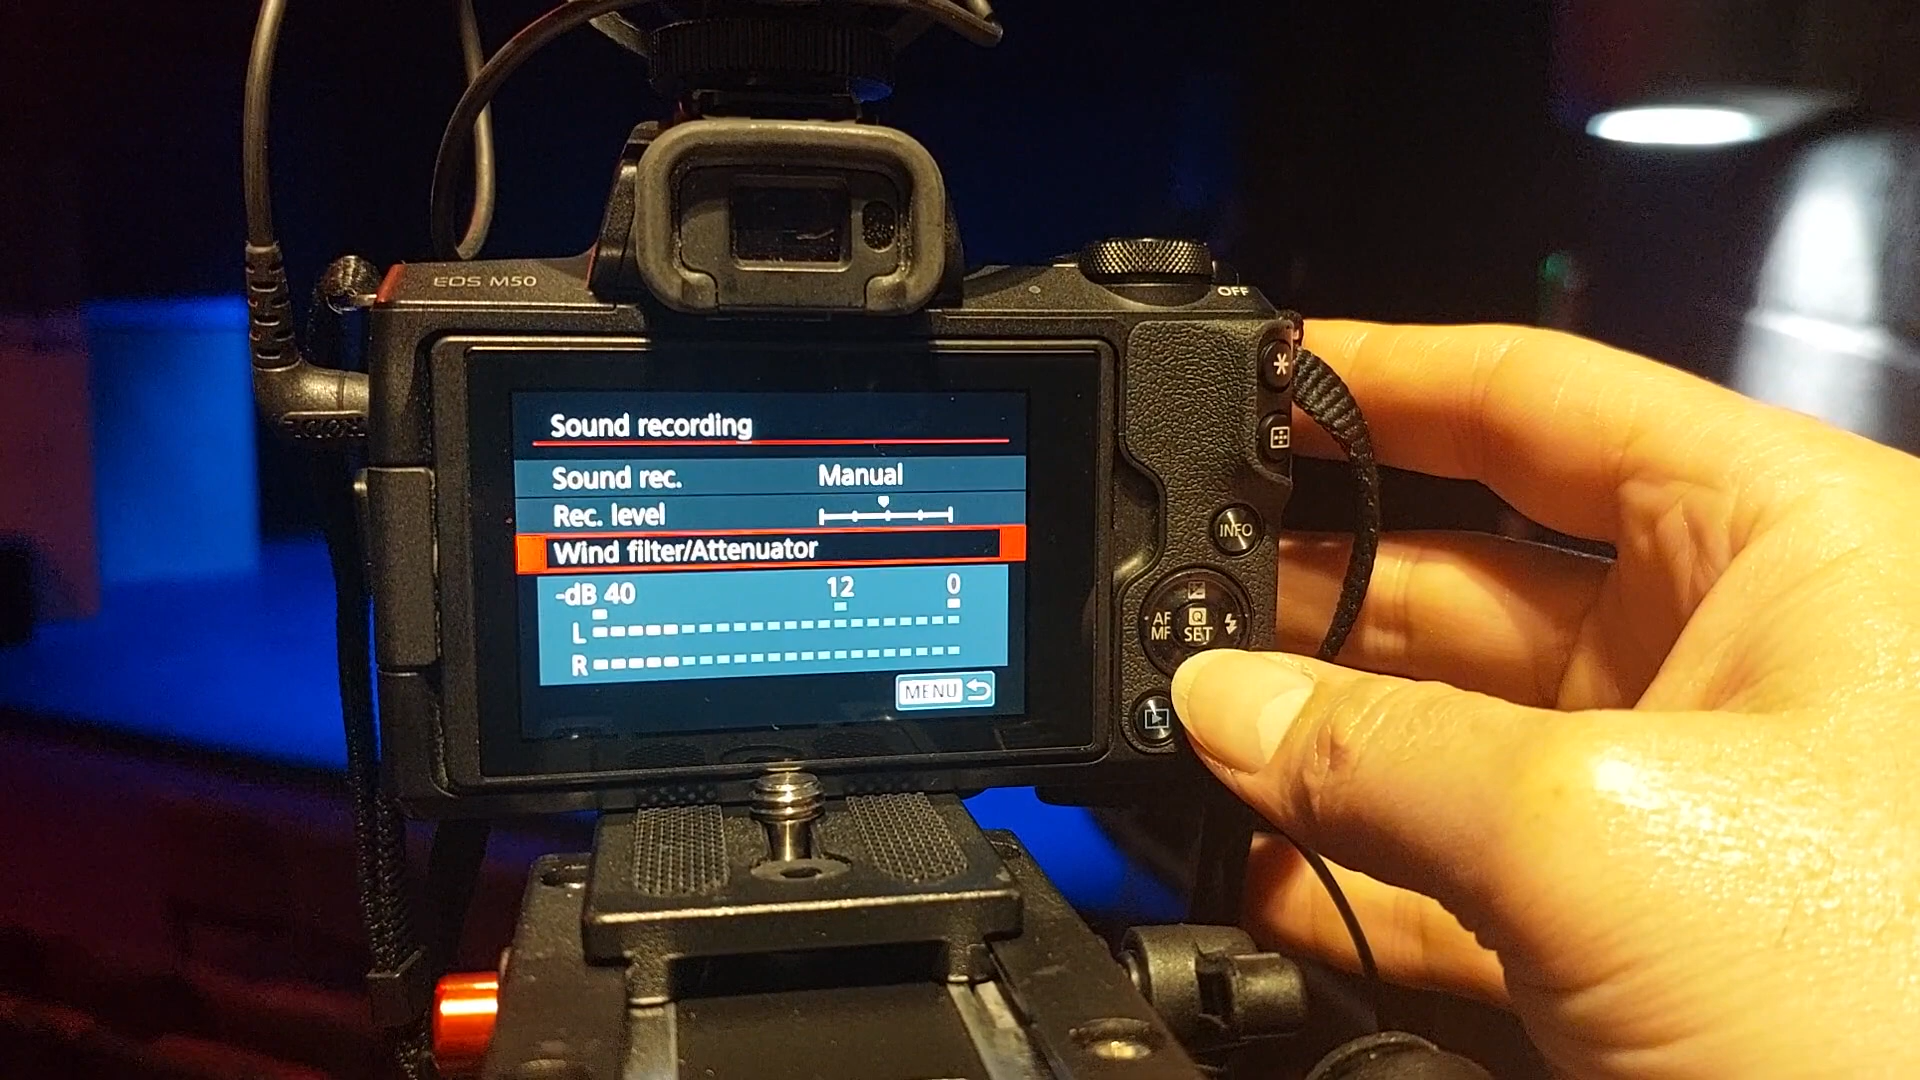 EOS M50
OFF
Sound recording
Sound rec. Manual
Rec. level
Wind filter/Attenuator
-dB 40 12 0
L
R
MENU
INFO
AF
MF
Q
SET